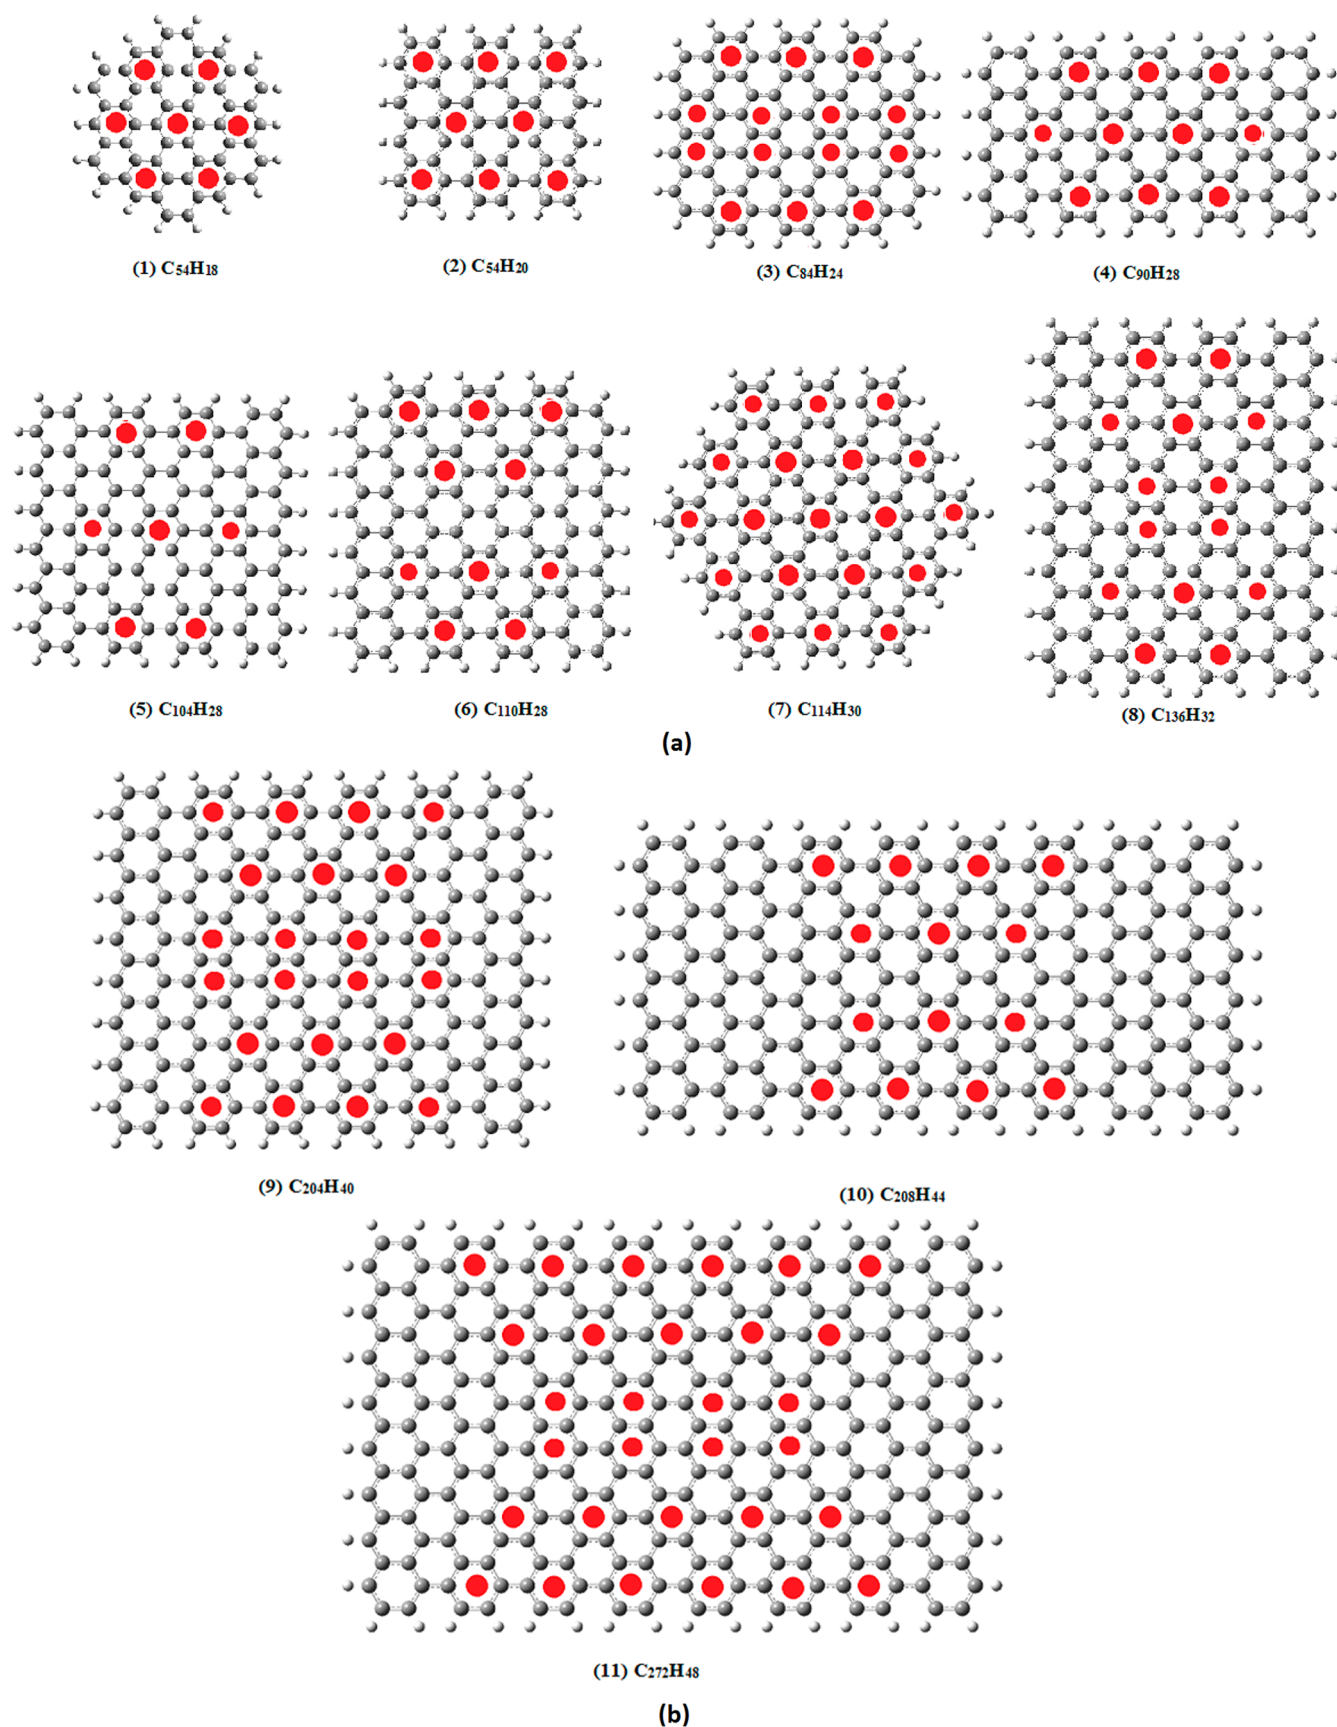 (1) C₅₄H₁₈
(2) C₅₄H₂₀
(3) C₈₄H₂₄
(4) C₉₀H₂₈
(5) C₁₀₄H₂₈
(6) C₁₁₀H₂₈
(7) C₁₁₄H₃₀
(8) C₁₃₆H₃₂
(a)
(9) C₂₀₄H₄₀
(10) C₂₀₈H₄₄
(11) C₂₇₂H₄₈
(b)